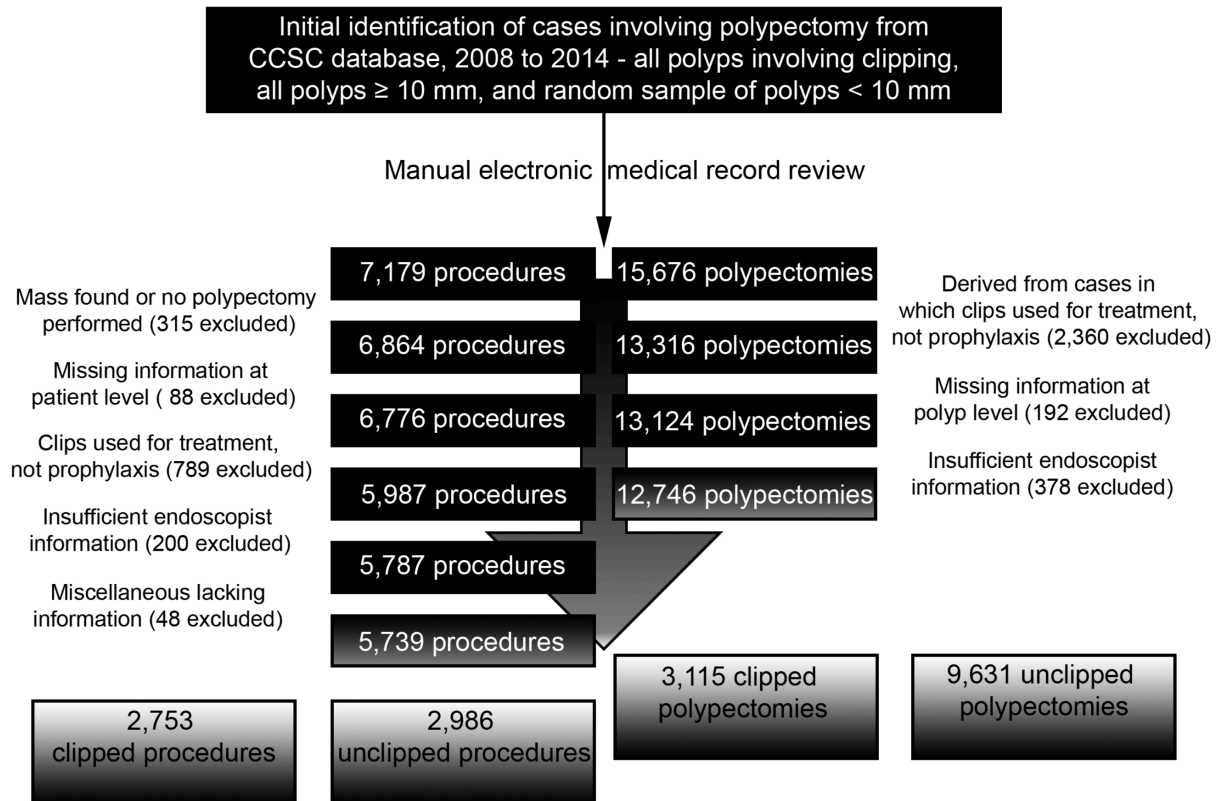 Initial identification of cases involving polypectomy from
CCSC database, 2008 to 2014 - all polyps involving clipping,
all polyps ≥ 10 mm, and random sample of polyps < 10 mm
Manual electronic medical record review
7,179 procedures
15,676 polypectomies
Mass found or no polypectomy
performed (315 excluded)
Derived from cases in
which clips used for treatment,
not prophylaxis (2,360 excluded)
6,864 procedures
13,316 polypectomies
Missing information at
patient level ( 88 excluded)
Missing information at
polyp level (192 excluded)
6,776 procedures
13,124 polypectomies
Clips used for treatment,
not prophylaxis (789 excluded)
Insufficient endoscopist
information (378 excluded)
5,987 procedures
12,746 polypectomies
Insufficient endoscopist
information (200 excluded)
5,787 procedures
Miscellaneous lacking
information (48 excluded)
5,739 procedures
2,753
clipped procedures
2,986
unclipped procedures
3,115 clipped
polypectomies
9,631 unclipped
polypectomies